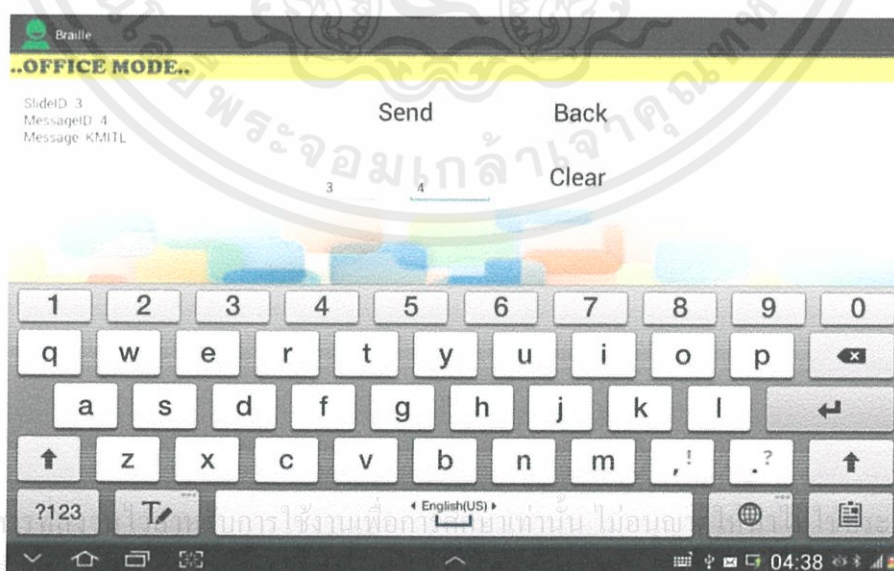 Braille
..OFFICE MODE..
SlideID 3
MessageID 4
Message KMITL
Send Back
3 4 Clear
1 2 3 4 5 6 7 8 9 0
q w e r t y u i o p
a s d f g h j k l
z x c v b n m , ! . ?
?123 English(US)
04:38